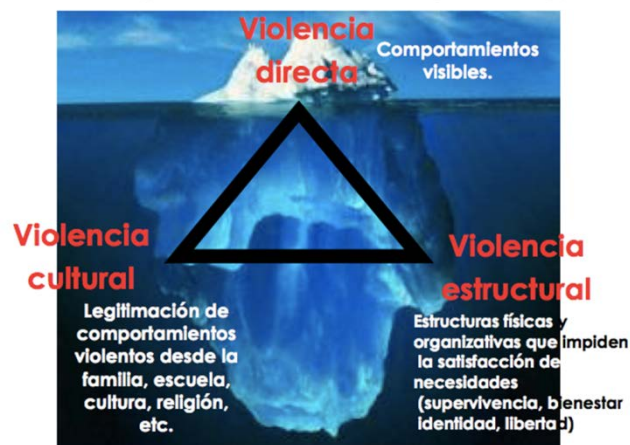 Violencia
directa
Comportamientos
visibles.
Violencia
cultural
Legitimación de
comportamientos
violentos desde la
familia, escuela,
cultura, religión,
etc.
Violencia
estructural
Estructuras físicas y
organizativas que impiden
la satisfacción de
necesidades
(supervivencia, bienestar
identidad, libertad)